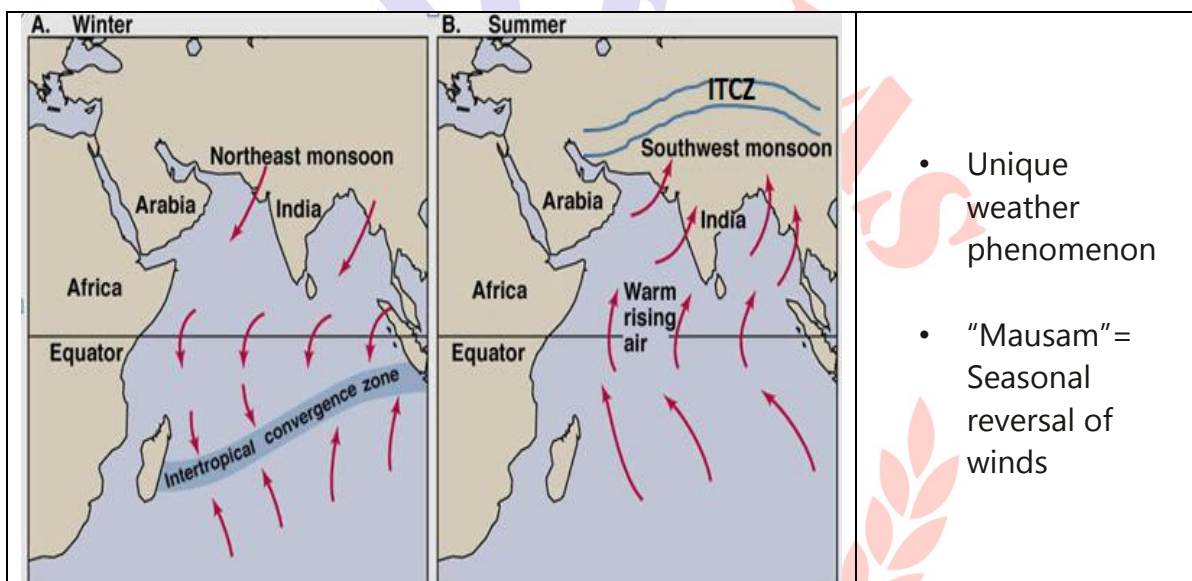 A. Winter
Northeast monsoon
Arabia
India
Africa
Equator
Intertropical convergence zone
B. Summer
ITCZ
Southwest monsoon
Arabia
India
Africa
Warm
rising
air
Equator
• Unique
weather
phenomenon
• “Mausam”=
Seasonal
reversal of
winds